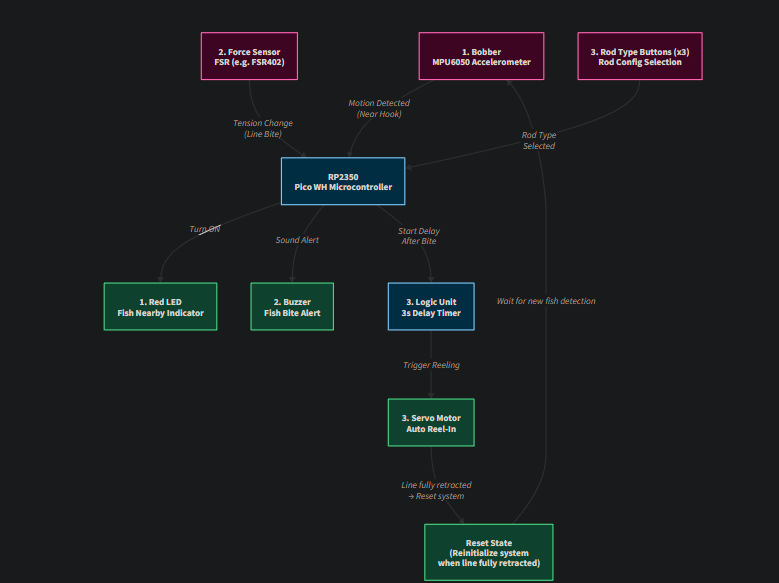 2. Force Sensor
FSR (e.g. FSR402)
1. Bobber
MPU6050 Accelerometer
3. Rod Type Buttons (x3)
Rod Config Selection
Motion Detected
(Near Hook)
Tension Change
(Line Bite)
Rod Type
Selected
RP2350
Pico WH Microcontroller
Turn ON
Sound Alert
Start Delay
After Bite
1. Red LED
Fish Nearby Indicator
2. Buzzer
Fish Bite Alert
3. Logic Unit
3s Delay Timer
Wait for new fish detection
Trigger Reeling
3. Servo Motor
Auto Reel-In
Line fully retracted
→ Reset system
Reset State
(Reinitialize system
when line fully retracted)